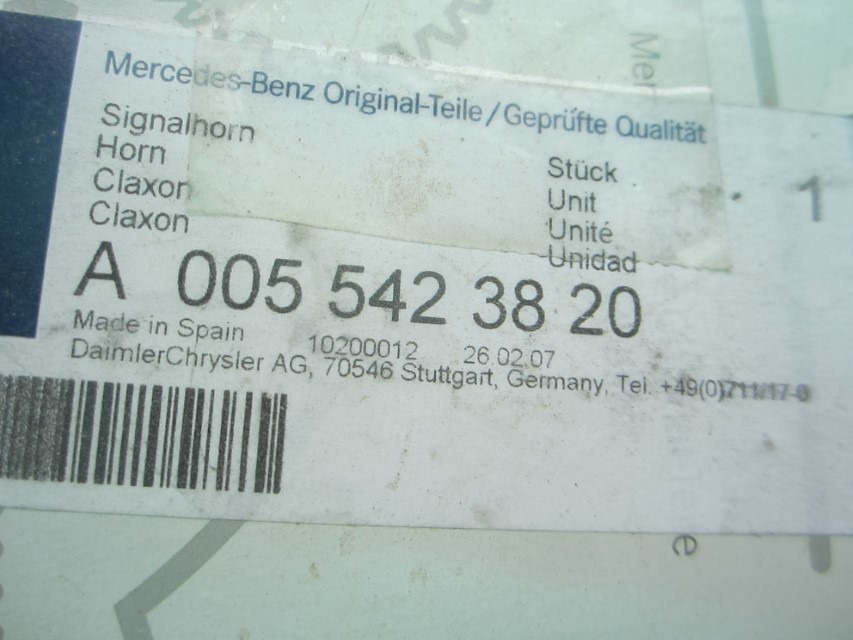 Mer
Mercedes-Benz Original-Teile/Geprüfte Qualität
Signalhorn
Horn
Claxon
Claxon
Stück 1
Unit
Unité
Unidad
A 005 542 38 20
Made in Spain 10200012 26.02.07
DaimlerChrysler AG, 70546 Stuttgart, Germany, Tel. +49(0)711/17-0
e